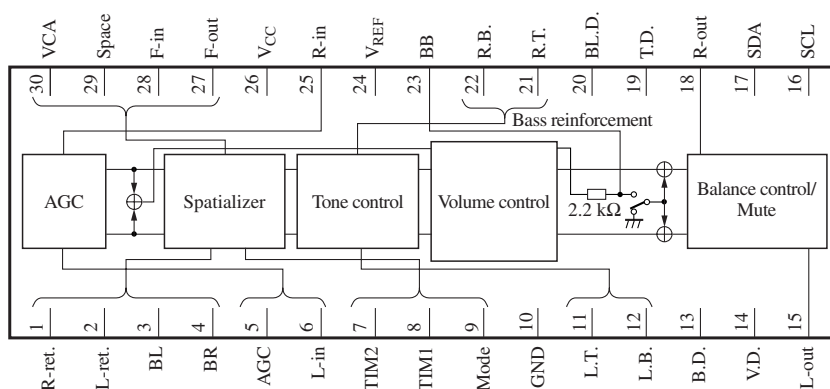 VCA
Space
F-in
F-out
VCC
R-in
VREF
BB
R.B.
R.T.
BL.D.
T.D.
R-out
SDA
SCL
30
29
28
27
26
25
24
23
22
21
20
19
18
17
16
Bass reinforcement
AGC
Spatializer
Tone control
Volume control
2.2 kΩ
Balance control/
Mute
1
2
3
4
5
6
7
8
9
10
11
12
13
14
15
R-ret.
L-ret.
BL
BR
AGC
L-in
TIM2
TIM1
Mode
GND
L.T.
L.B.
B.D.
V.D.
L-out